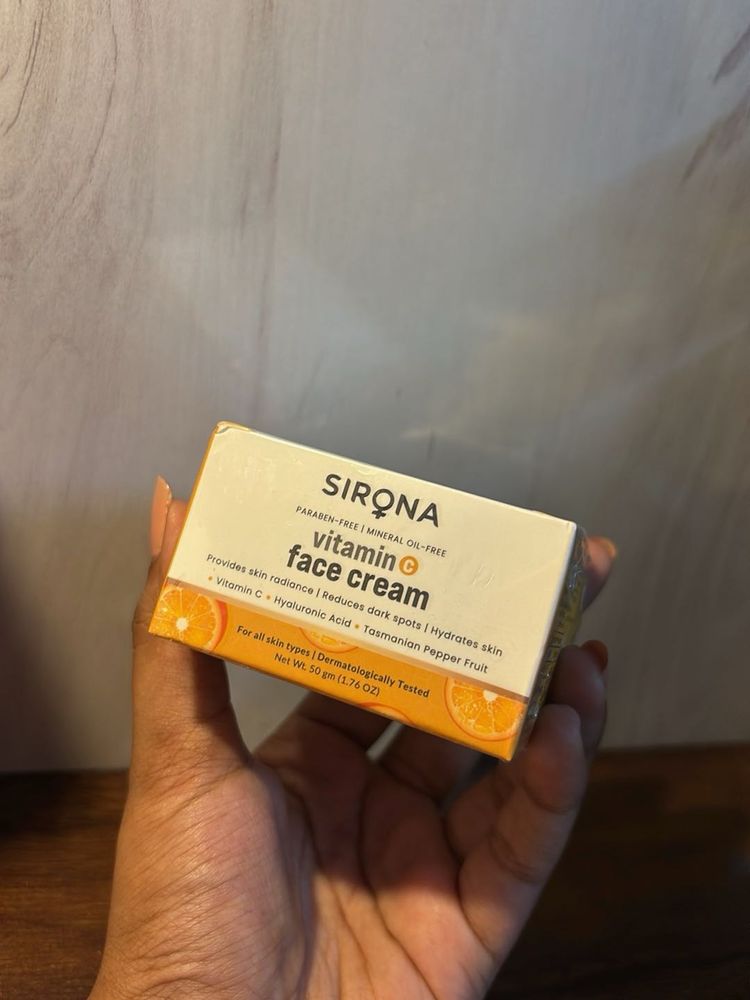 SIRONA
PARABEN-FREE | MINERAL OIL-FREE
vitamin C
face cream
Provides skin radiance | Reduces dark spots | Hydrates skin
• Vitamin C • Hyaluronic Acid • Tasmanian Pepper Fruit
For all skin types | Dermatologically Tested
Net Wt. 50 gm (1.76 OZ)